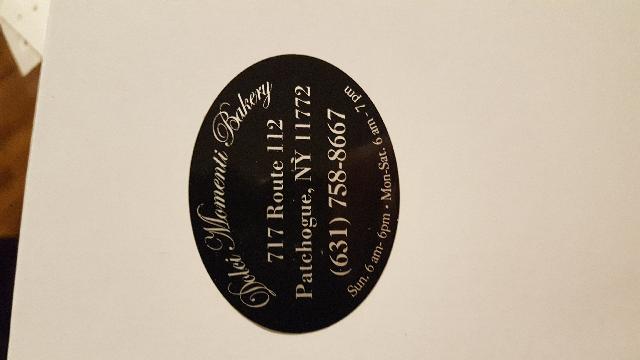 Dolci Momenti Bakery
717 Route 112
Patchogue, NY 11772
(631) 758-8667
Sun. 6 am- 6pm • Mon-Sat. 6 am - 7 pm